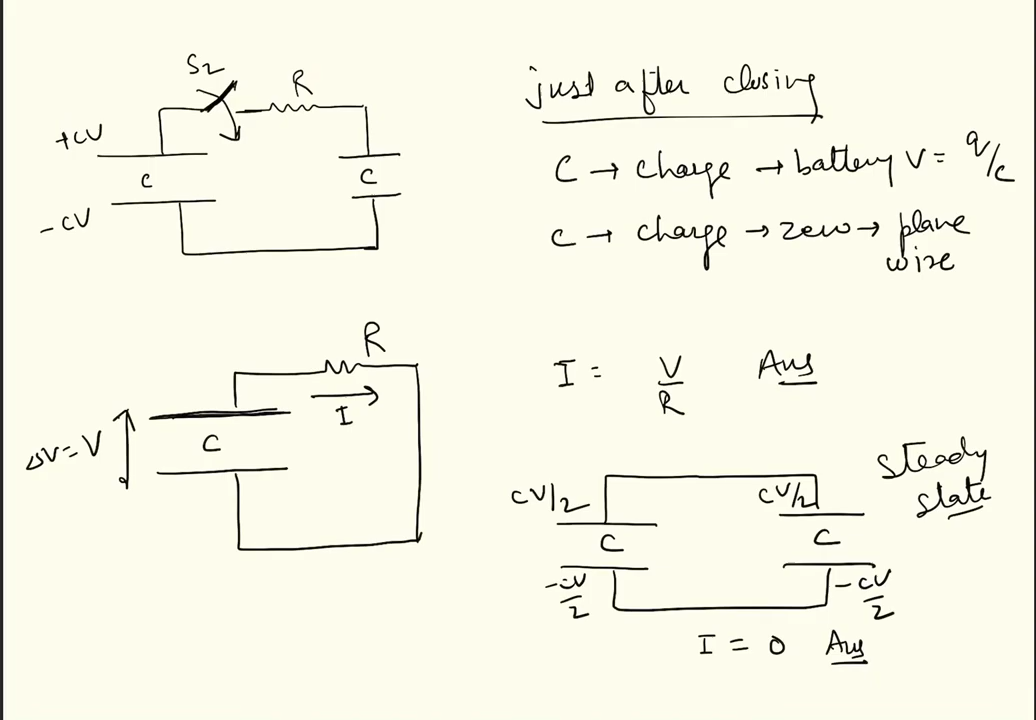 S2
R
+CV
C
C
-CV
just after closing
C → charge → battery V = q/c
C → charge → zero → plane
wire
R
I
ΔV = V
C
I = V/R Ans
steady
state
CV/2
CV/2
C
C
-CV/2
-CV/2
I = 0 Ans